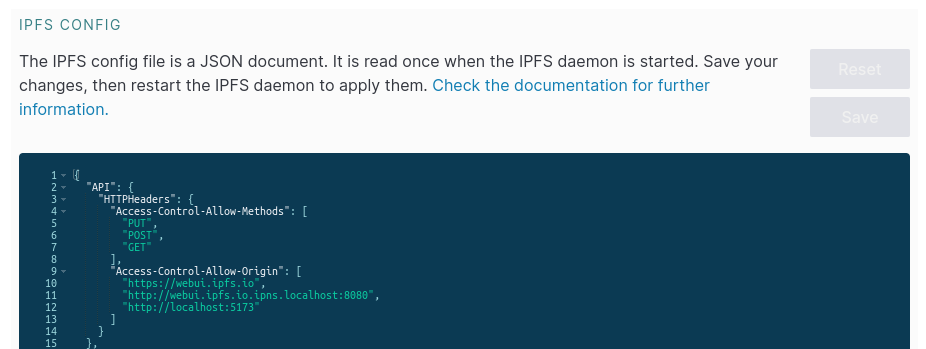 IPFS CONFIG
The IPFS config file is a JSON document. It is read once when the IPFS daemon is started. Save your
changes, then restart the IPFS daemon to apply them. Check the documentation for further
information.
Reset
Save
1 {
2 "API": {
3 "HTTPHeaders": {
4 "Access-Control-Allow-Methods": [
5 "PUT",
6 "POST",
7 "GET"
8 ],
9 "Access-Control-Allow-Origin": [
10 "https://webui.ipfs.io",
11 "http://webui.ipfs.io.ipns.localhost:8080",
12 "http://localhost:5173"
13 ]
14 }
15 },